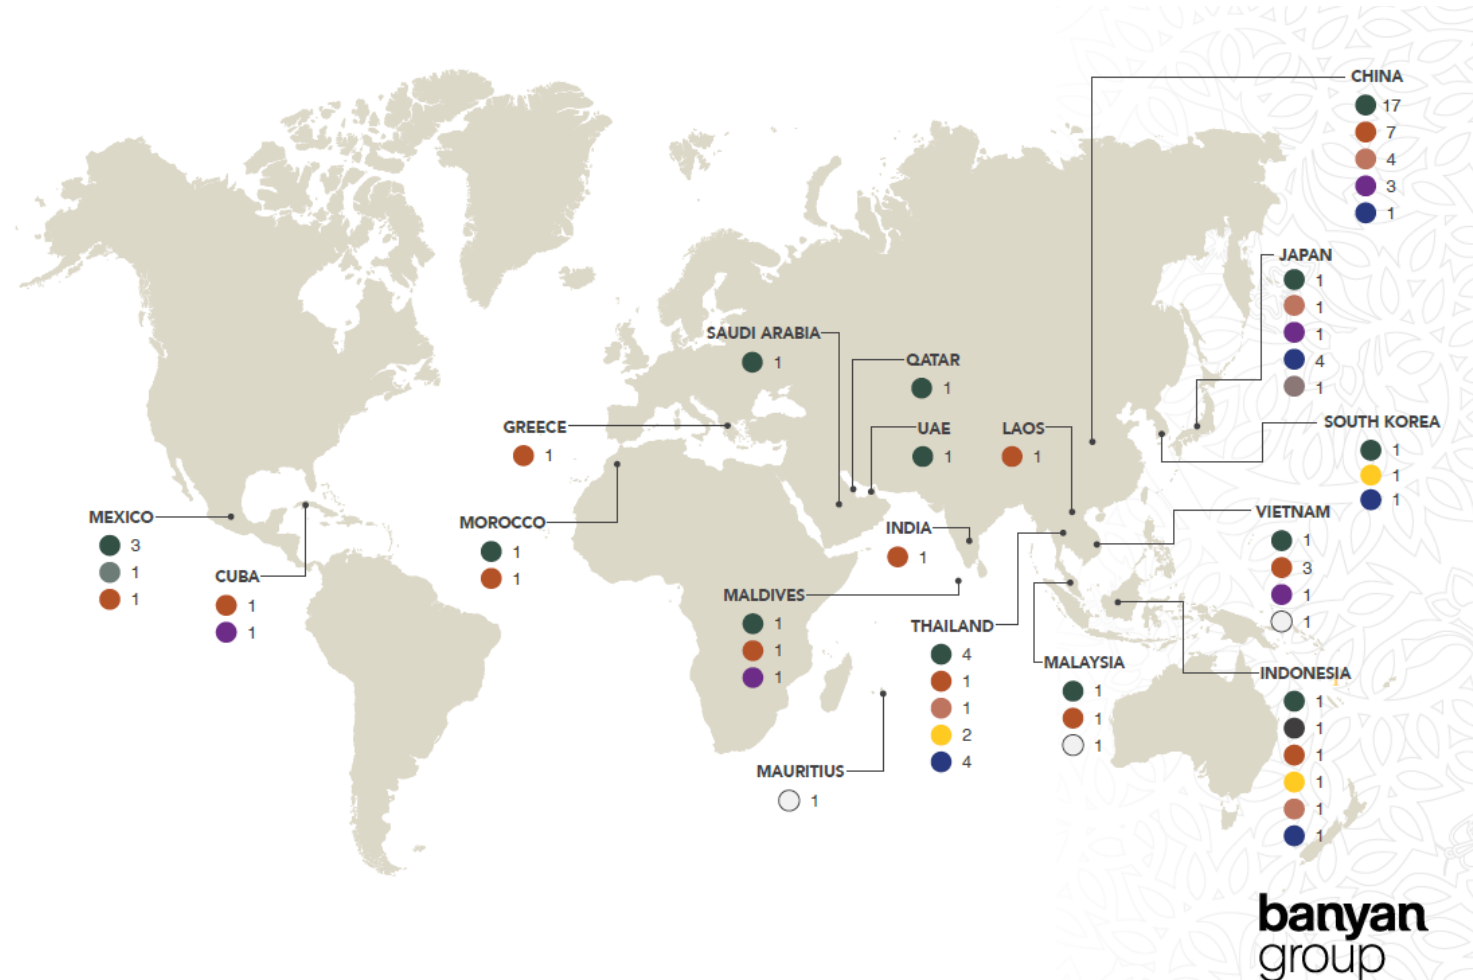 CHINA
17
7
4
3
1
JAPAN
1
1
1
4
1
SAUDI ARABIA
1
QATAR
1
GREECE
1
UAE
1
LAOS
1
SOUTH KOREA
1
1
1
MEXICO
3
1
1
CUBA
1
1
MOROCCO
1
1
INDIA
1
VIETNAM
1
3
1
1
MALDIVES
1
1
1
THAILAND
4
1
1
2
4
MALAYSIA
1
1
1
INDONESIA
1
1
1
1
1
1
MAURITIUS
1
banyan
group